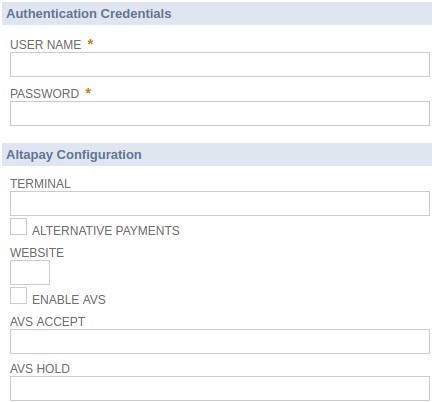 Authentication Credentials
USER NAME *
PASSWORD *
Altapay Configuration
TERMINAL
ALTERNATIVE PAYMENTS
WEBSITE
ENABLE AVS
AVS ACCEPT
AVS HOLD